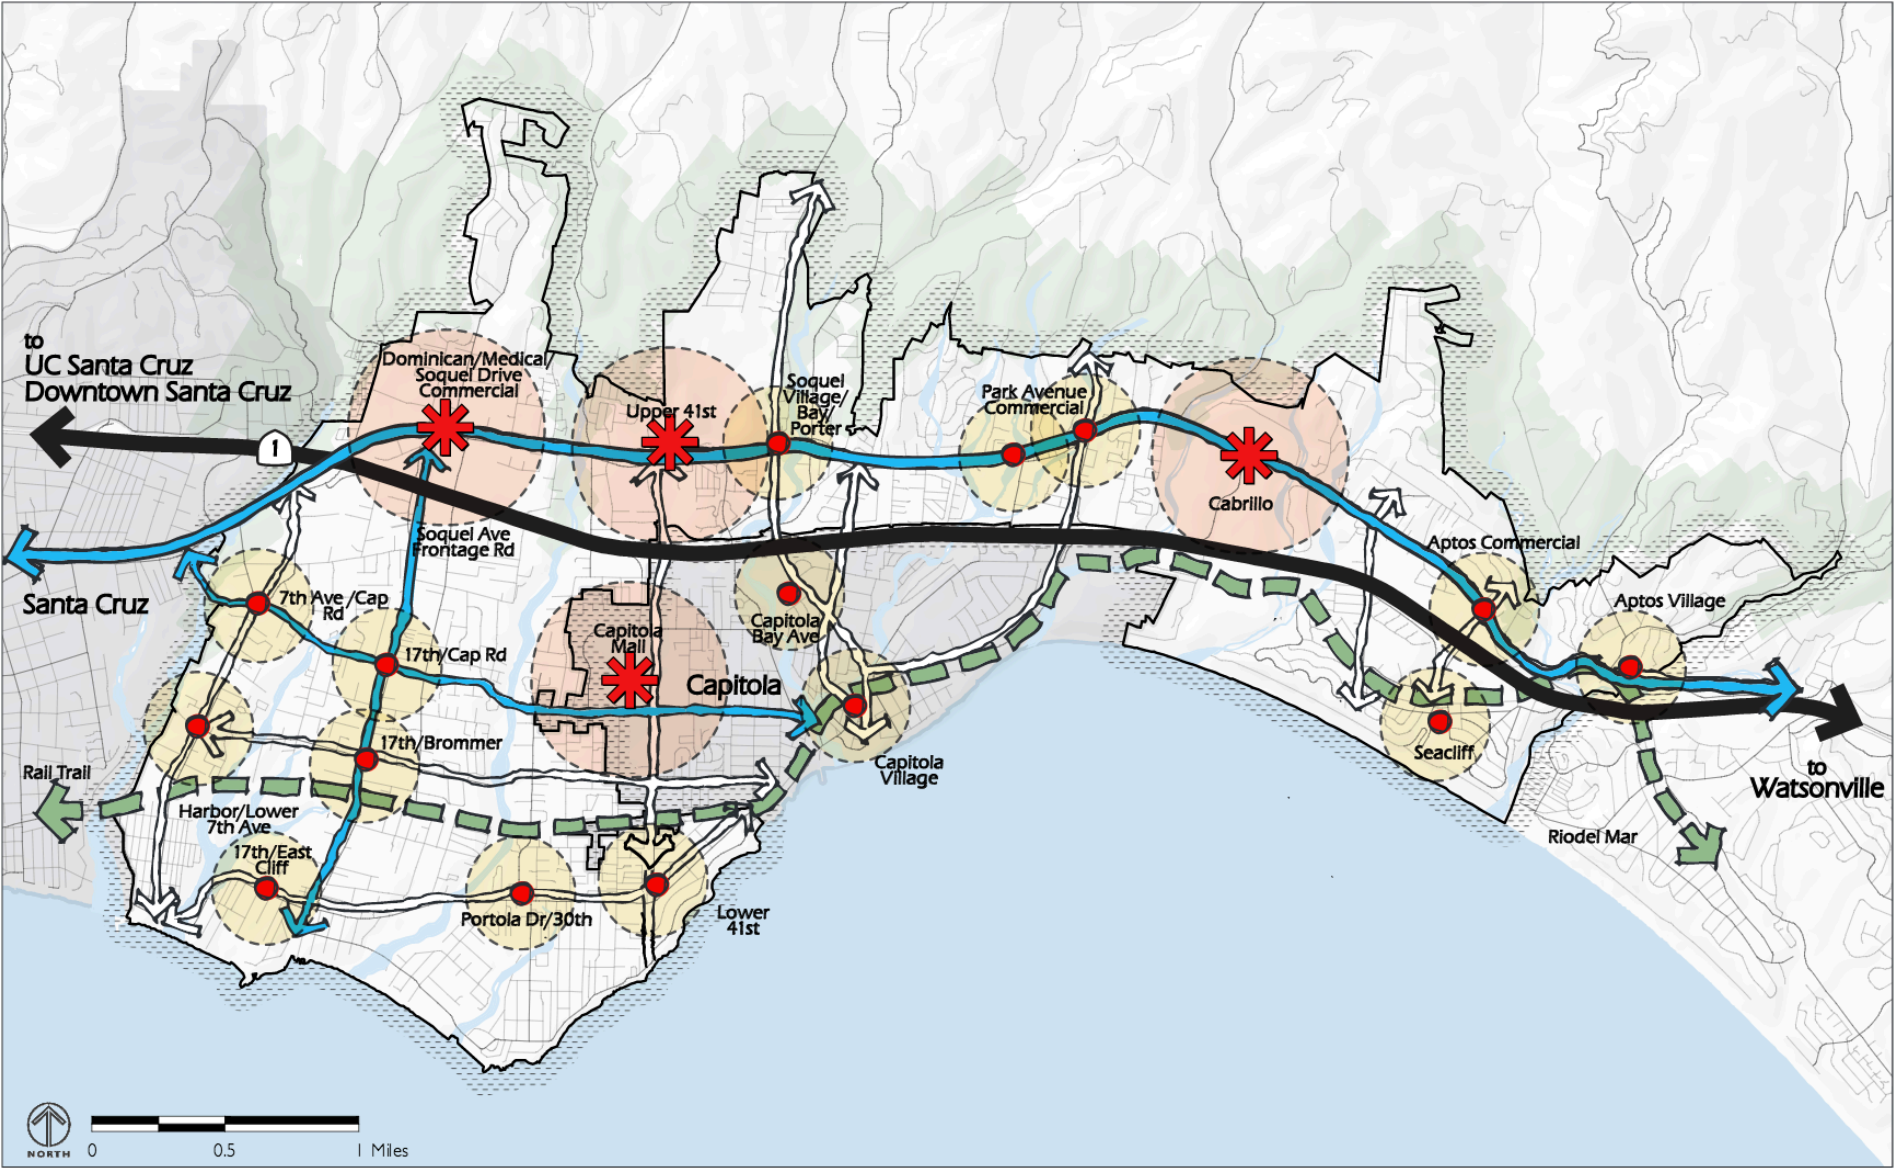 to
UC Santa Cruz
Downtown Santa Cruz
1
Dominican/Medical
Soquel Drive
Commercial
Upper 41st
Soquel
Village/
Bay/
Porter
Park Avenue
Commercial
Cabrillo
Soquel Ave
Frontage Rd
Aptos Commercial
Santa Cruz
7th Ave /Cap
Rd
Capitola
Mall
Capitola
Bay Ave
Aptos Village
17th/Cap Rd
Capitola
17th/Brommer
Seacliff
Rail Trail
Capitola
Village
to
Watsonville
Harbor/Lower
7th Ave
17th/East
Cliff
Riodel Mar
Portola Dr/30th
Lower
41st
NORTH
0
0.5
1 Miles